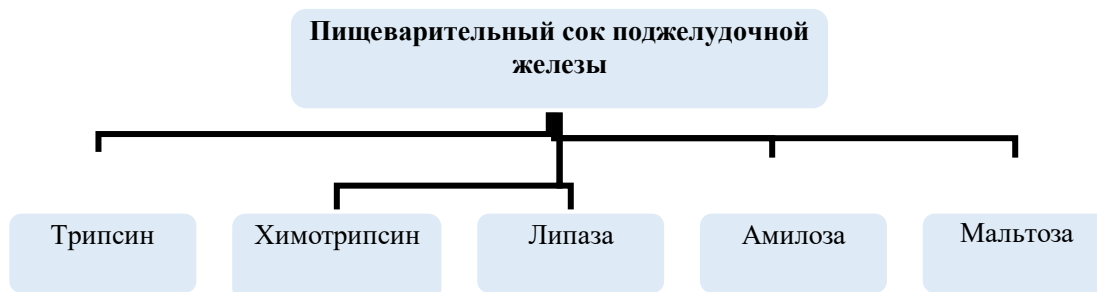 Пищеварительный сок поджелудочной
железы
Трипсин
Химотрипсин
Липаза
Амилоза
Мальтоза